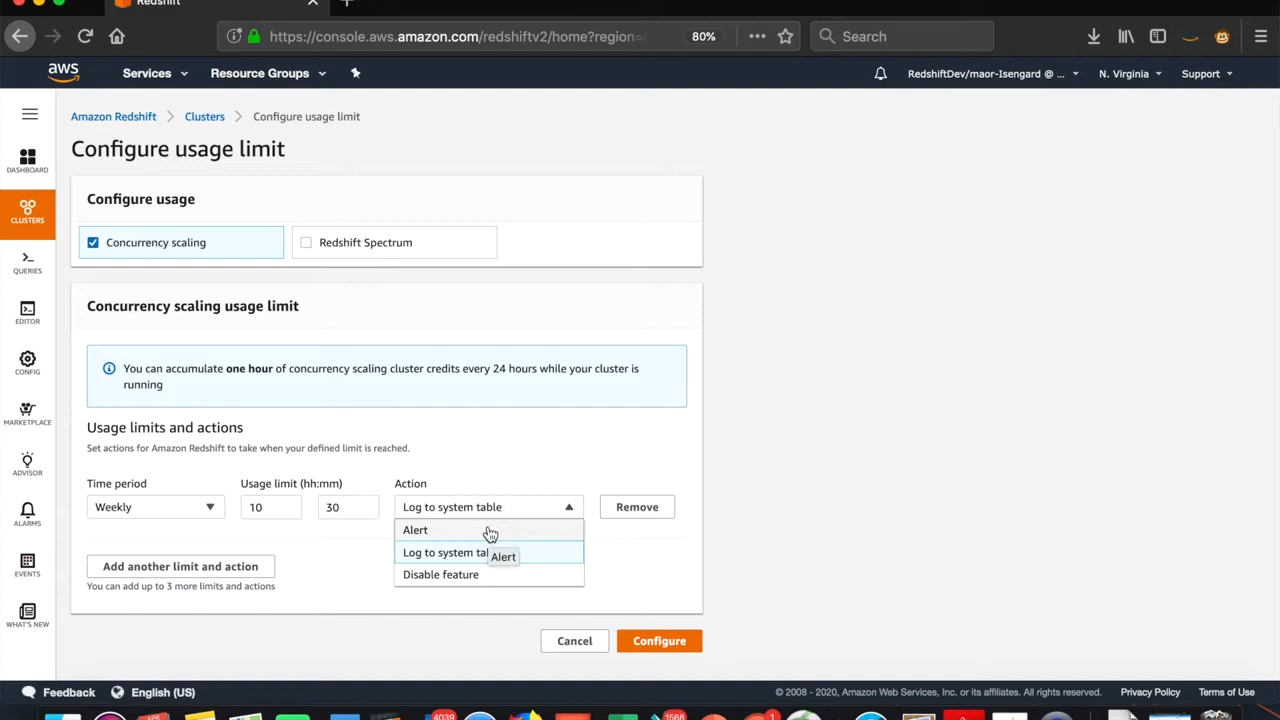 Redshift
https://console.aws.amazon.com/redshiftv2/home?region=
80%
Search
aws
Services
Resource Groups
RedshiftDev/maor-Isengard @ ...
N. Virginia
Support
Amazon Redshift
Clusters
Configure usage limit
Configure usage limit
DASHBOARD
CLUSTERS
QUERIES
EDITOR
CONFIG
MARKETPLACE
ADVISOR
ALARMS
EVENTS
WHAT'S NEW
Configure usage
Concurrency scaling
Redshift Spectrum
Concurrency scaling usage limit
You can accumulate one hour of concurrency scaling cluster credits every 24 hours while your cluster is
running
Usage limits and actions
Set actions for Amazon Redshift to take when your defined limit is reached.
Time period
Usage limit (hh:mm)
Action
Weekly
10
30
Log to system table
Remove
Alert
Log to system tal
Alert
Disable feature
Add another limit and action
You can add up to 3 more limits and actions
Cancel
Configure
Feedback
English (US)
© 2008 - 2020, Amazon Web Services, Inc. or its affiliates. All rights reserved.
Privacy Policy
Terms of Use
APR
4039
1568
1